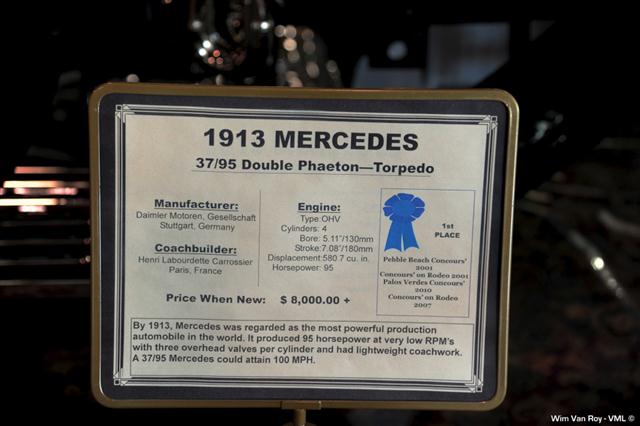 1913 MERCEDES
37/95 Double Phaeton—Torpedo
Manufacturer:
Daimler Motoren, Gesellschaft
Stuttgart, Germany
Coachbuilder:
Henri Labourdette Carrossier
Paris, France
Engine:
Type:OHV
Cylinders: 4
Bore: 5.11"/130mm
Stroke:7.08"/180mm
Displacement:580.7 cu. in.
Horsepower: 95
1st
PLACE
Pebble Beach Concours'
2001
Concours' on Rodeo 2001
Palos Verdes Concours'
2010
Concours' on Rodeo
2007
Price When New: $ 8,000.00 +
By 1913, Mercedes was regarded as the most powerful production
automobile in the world. It produced 95 horsepower at very low RPM's
with three overhead valves per cylinder and had lightweight coachwork.
A 37/95 Mercedes could attain 100 MPH.
Wim Van Roy - VML ©